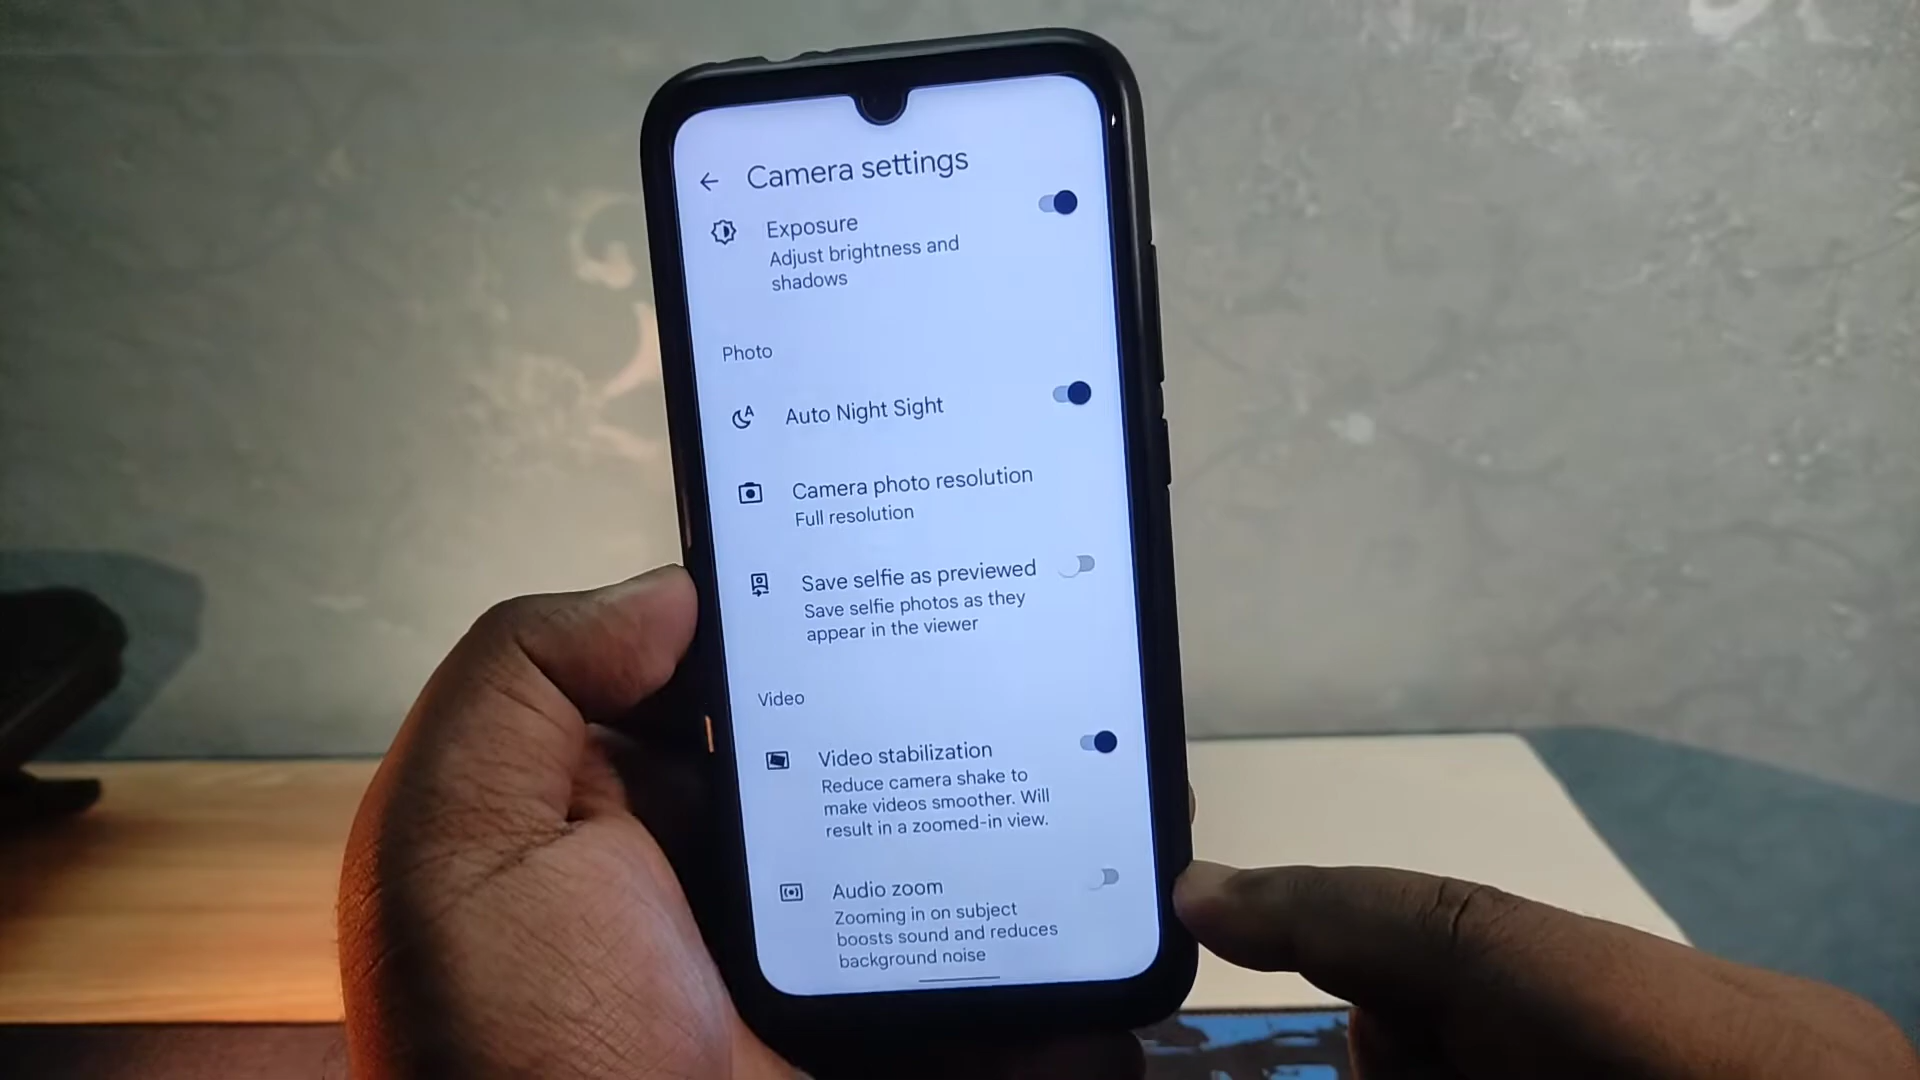 Camera settings
Exposure
Adjust brightness and
shadows
Photo
Auto Night Sight
Camera photo resolution
Full resolution
Save selfie as previewed
Save selfie photos as they
appear in the viewer
Video
Video stabilization
Reduce camera shake to
make videos smoother. Will
result in a zoomed-in view.
Audio zoom
Zooming in on subject
boosts sound and reduces
background noise